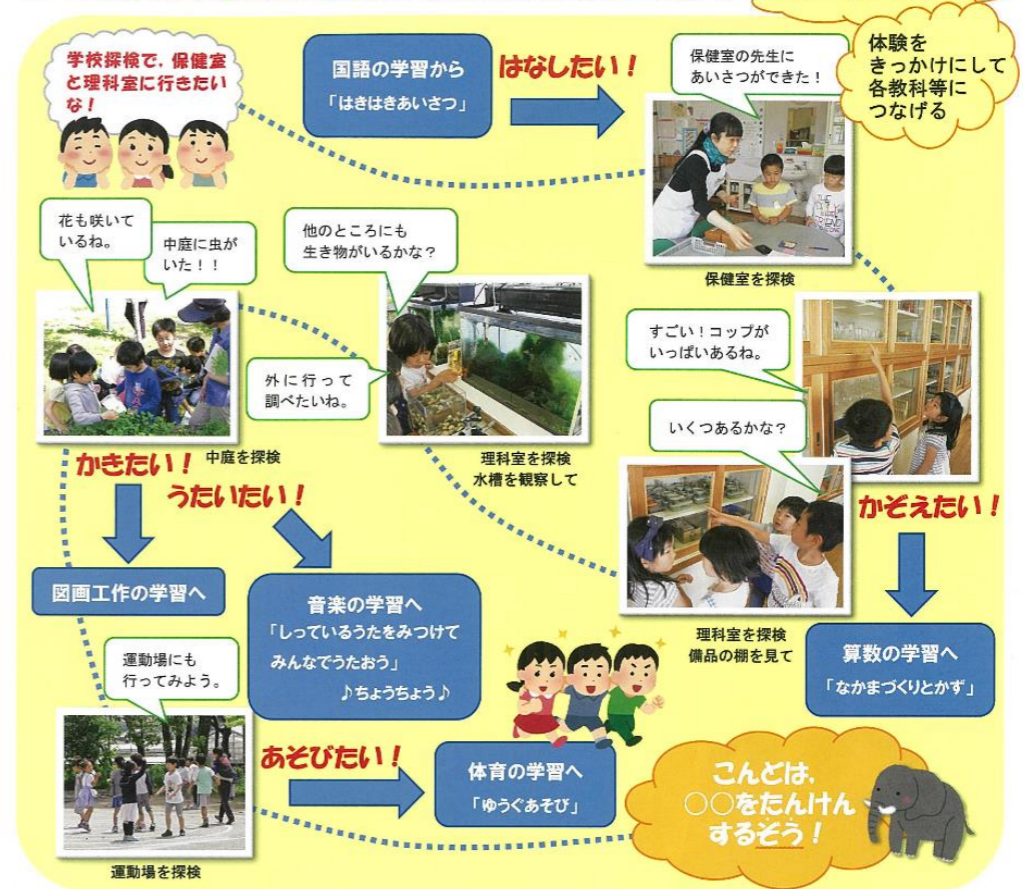 学校探検で、保健室
と理科室に行きたい
な！
国語の学習から
「はきはきあいさつ」
はなしたい！
保健室の先生に
あいさつができた！
体験を
きっかけにして
各教科等に
つなげる
保健室を探検
花も咲いて
いるね。
中庭に虫が
いた！！
他のところにも
生き物がいるかな？
外に行って
調べたいね。
中庭を探検
理科室を探検
水槽を観察して
すごい！コップが
いっぱいあるね。
いくつあるかな？
かぞえたい！
理科室を探検
備品の棚を見て
算数の学習へ
「なかまづくりとかず」
かきたい！
うたいたい！
図画工作の学習へ
音楽の学習へ
「しっているうたをみつけて
みんなでうたおう」
♪ちょうちょう♪
運動場にも
行ってみよう。
運動場を探検
あそびたい！
体育の学習へ
「ゆうぐあそび」
こんどは、
○○をたんけん
するぞう！